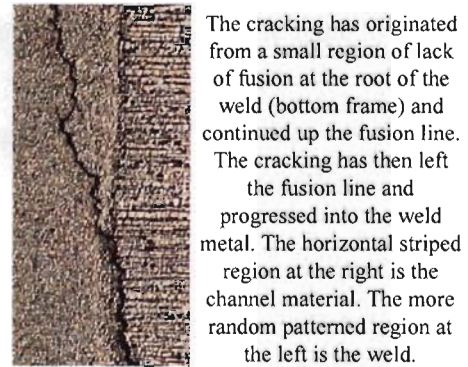 The cracking has originated
from a small region of lack
of fusion at the root of the
weld (bottom frame) and
continued up the fusion line.
The cracking has then left
the fusion line and
progressed into the weld
metal. The horizontal striped
region at the right is the
channel material. The more
random patterned region at
the left is the weld.